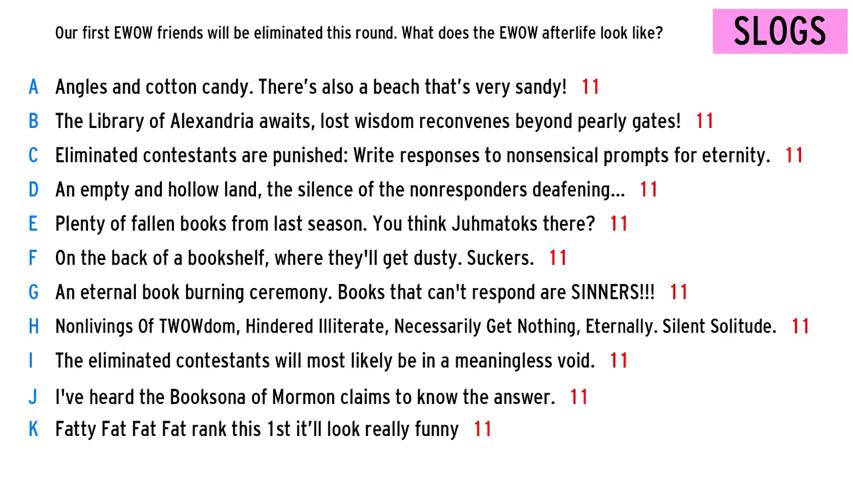 Our first EWOW friends will be eliminated this round. What does the EWOW afterlife look like?
SLOGS
A Angles and cotton candy. There's also a beach that's very sandy! 11
B The Library of Alexandria awaits, lost wisdom reconvenes beyond pearly gates! 11
C Eliminated contestants are punished: Write responses to nonsensical prompts for eternity. 11
D An empty and hollow land, the silence of the nonresponders deafening... 11
E Plenty of fallen books from last season. You think Juhmatoks there? 11
F On the back of a bookshelf, where they'll get dusty. Suckers. 11
G An eternal book burning ceremony. Books that can't respond are SINNERS!!! 11
H Nonlivings Of TWOWdom, Hindered Illiterate, Necessarily Get Nothing, Eternally. Silent Solitude. 11
I The eliminated contestants will most likely be in a meaningless void. 11
J I've heard the Booksona of Mormon claims to know the answer. 11
K Fatty Fat Fat Fat rank this 1st it'll look really funny 11